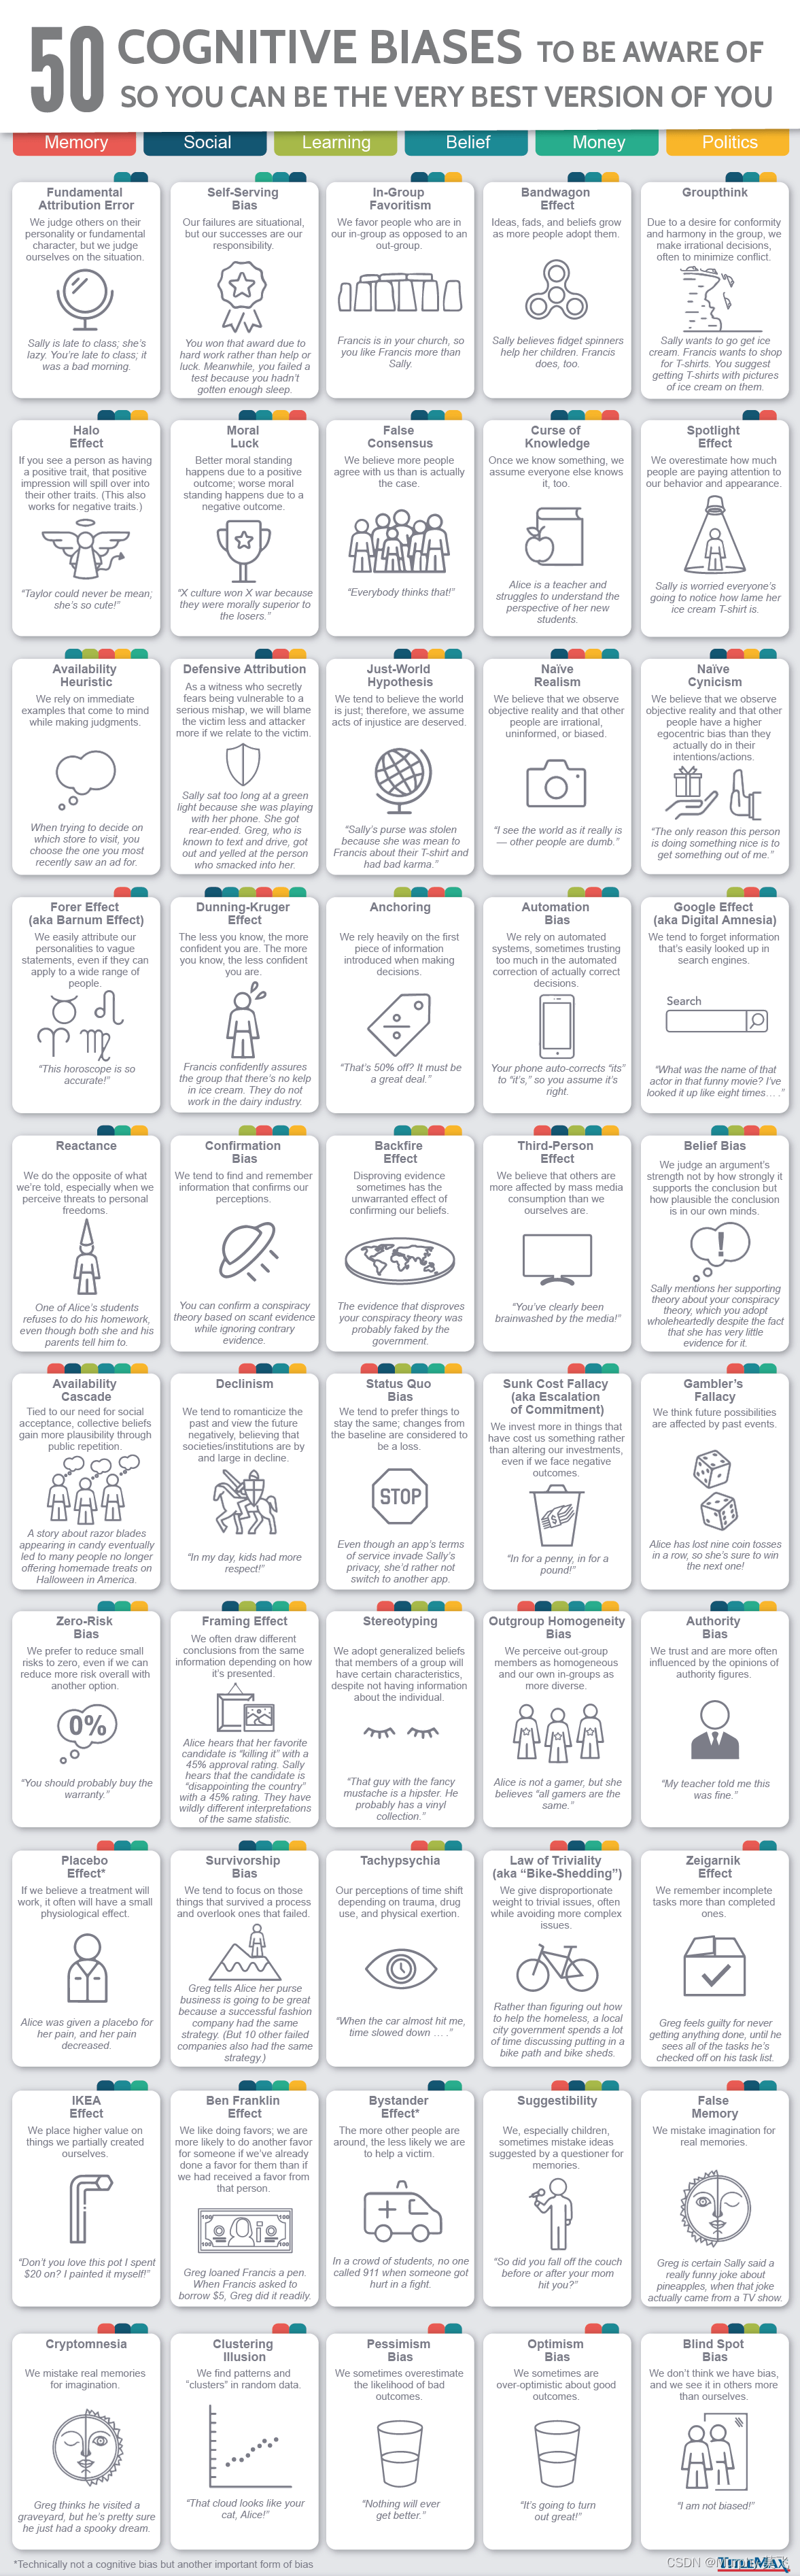 50 COGNITIVE BIASES TO BE AWARE OF
SO YOU CAN BE THE VERY BEST VERSION OF YOU
Memory
Social
Learning
Belief
Money
Politics
Fundamental
Attribution Error
We judge others on their
personality or fundamental
character, but we judge
ourselves on the situation.
Sally is late to class; she's
lazy. You're late to class; it
was a bad morning.
Self-Serving
Bias
Our failures are situational,
but our successes are our
responsibility.
You won that award due to
hard work rather than help or
luck. Meanwhile, you failed a
test because you hadn't
gotten enough sleep.
In-Group
Favoritism
We favor people who are in
our in-group as opposed to an
out-group.
Francis is in your church, so
you like Francis more than
Sally.
Bandwagon
Effect
Ideas, fads, and beliefs grow
as more people adopt them.
Sally believes fidget spinners
help her children. Francis
does, too.
Groupthink
Due to a desire for conformity
and harmony in the group, we
make irrational decisions,
often to minimize conflict.
Sally wants to go get ice
cream. Francis wants to shop
for T-shirts. You suggest
getting T-shirts with pictures
of ice cream on them.
Halo
Effect
If you see a person as having
a positive trait, that positive
impression will spill over into
their other traits. (This also
works for negative traits.)
"Taylor could never be mean;
she's so cute!"
Moral
Luck
Better moral standing
happens due to a positive
outcome; worse moral
standing happens due to a
negative outcome.
"X culture won X war because
they were morally superior to
the losers."
False
Consensus
We believe more people
agree with us than is actually
the case.
"Everybody thinks that!"
Curse of
Knowledge
Once we know something, we
assume everyone else knows
it, too.
Alice is a teacher and
struggles to understand the
perspective of her new
students.
Spotlight
Effect
We overestimate how much
people are paying attention to
our behavior and appearance.
Sally is worried everyone's
going to notice how lame her
ice cream T-shirt is.
Availability
Heuristic
We rely on immediate
examples that come to mind
while making judgments.
When trying to decide on
which store to visit, you
choose the one you most
recently saw an ad for.
Defensive Attribution
As a witness who secretly
fears being vulnerable to a
serious mishap, we will blame
the victim less and attacker
more if we relate to the victim.
Sally sat too long at a green
light because she was playing
with her phone. She got
rear-ended. Greg, who is
known to text and drive, got
out and yelled at the person
who smacked into her.
Just-World
Hypothesis
We tend to believe the world
is just; therefore, we assume
acts of injustice are deserved.
"Sally's purse was stolen
because she was mean to
Francis about their T-shirt and
had bad karma."
Naïve
Realism
We believe that we observe
objective reality and that other
people are irrational,
uninformed, or biased.
"I see the world as it really is
— other people are dumb."
Naïve
Cynicism
We believe that we observe
objective reality and that other
people have a higher
egocentric bias than they
actually do in their
intentions/actions.
"The only reason this person
is doing something nice is to
get something out of me."
Forer Effect
(aka Barnum Effect)
We easily attribute our
personalities to vague
statements, even if they can
apply to a wide range of
people.
"This horoscope is so
accurate!"
Dunning-Kruger
Effect
The less you know, the more
confident you are. The more
you know, the less confident
you are.
Francis confidently assures
the group that there's no kelp
in ice cream. They do not
work in the dairy industry.
Anchoring
We rely heavily on the first
piece of information
introduced when making
decisions.
"That's 50% off? It must be
a great deal."
Automation
Bias
We rely on automated
systems, sometimes trusting
too much in the automated
correction of actually correct
decisions.
Your phone auto-corrects "its"
to "it's," so you assume it's
right.
Google Effect
(aka Digital Amnesia)
We tend to forget information
that's easily looked up in
search engines.
Search
"What was the name of that
actor in that funny movie? I've
looked it up like eight times… ."
Reactance
We do the opposite of what
we're told, especially when we
perceive threats to personal
freedoms.
One of Alice's students
refuses to do his homework,
even though both she and his
parents tell him to.
Confirmation
Bias
We tend to find and remember
information that confirms our
perceptions.
You can confirm a conspiracy
theory based on scant evidence
while ignoring contrary
evidence.
Backfire
Effect
Disproving evidence
sometimes has the
unwarranted effect of
confirming our beliefs.
The evidence that disproves
your conspiracy theory was
probably faked by the
government.
Third-Person
Effect
We believe that others are
more affected by mass media
consumption than we
ourselves are.
"You've clearly been
brainwashed by the media!"
Belief Bias
We judge an argument's
strength not by how strongly it
supports the conclusion but
how plausible the conclusion
is in our own minds.
!
Sally mentions her supporting
theory about your conspiracy
theory, which you adopt
wholeheartedly despite the fact
that she has very little
evidence for it.
Availability
Cascade
Tied to our need for social
acceptance, collective beliefs
gain more plausibility through
public repetition.
A story about razor blades
appearing in candy eventually
led to many people no longer
offering homemade treats on
Halloween in America.
Declinism
We tend to romanticize the
past and view the future
negatively, believing that
societies/institutions are by
and large in decline.
"In my day, kids had more
respect!"
Status Quo
Bias
We tend to prefer things to
stay the same; changes from
the baseline are considered to
be a loss.
STOP
Even though an app's terms
of service invade Sally's
privacy, she'd rather not
switch to another app.
Sunk Cost Fallacy
(aka Escalation
of Commitment)
We invest more in things that
have cost us something rather
than altering our investments,
even if we face negative
outcomes.
$
"In for a penny, in for a
pound!"
Gambler's
Fallacy
We think future possibilities
are affected by past events.
Alice has lost nine coin tosses
in a row, so she's sure to win
the next one!
Zero-Risk
Bias
We prefer to reduce small
risks to zero, even if we can
reduce more risk overall with
another option.
0%
"You should probably buy the
warranty."
Framing Effect
We often draw different
conclusions from the same
information depending on how
it's presented.
Alice hears that her favorite
candidate is "killing it" with a
45% approval rating. Sally
hears that the candidate is
"disappointing the country"
with a 45% rating. They have
wildly different interpretations
of the same statistic.
Stereotyping
We adopt generalized beliefs
that members of a group will
have certain characteristics,
despite not having information
about the individual.
"That guy with the fancy
mustache is a hipster. He
probably has a vinyl
collection."
Outgroup Homogeneity
Bias
We perceive out-group
members as homogeneous
and our own in-groups as
more diverse.
Alice is not a gamer, but she
believes "all gamers are the
same."
Authority
Bias
We trust and are more often
influenced by the opinions of
authority figures.
"My teacher told me this
was fine."
Placebo
Effect*
If we believe a treatment will
work, it often will have a small
physiological effect.
Alice was given a placebo for
her pain, and her pain
decreased.
Survivorship
Bias
We tend to focus on those
things that survived a process
and overlook ones that failed.
Greg tells Alice her purse
business is going to be great
because a successful fashion
company had the same
strategy. (But 10 other failed
companies also had the same
strategy.)
Tachypsychia
Our perceptions of time shift
depending on trauma, drug
use, and physical exertion.
"When the car almost hit me,
time slowed down … ."
Law of Triviality
(aka "Bike-Shedding")
We give disproportionate
weight to trivial issues, often
while avoiding more complex
issues.
Rather than figuring out how
to help the homeless, a local
city government spends a lot
of time discussing putting in a
bike path and bike sheds.
Zeigarnik
Effect
We remember incomplete
tasks more than completed
ones.
Greg feels guilty for never
getting anything done, until he
sees all of the tasks he's
checked off on his task list.
IKEA
Effect
We place higher value on
things we partially created
ourselves.
"Don't you love this pot I spent
$20 on? I painted it myself!"
Ben Franklin
Effect
We like doing favors; we are
more likely to do another favor
for someone if we've already
done a favor for them than if
we had received a favor from
that person.
100 100
Greg loaned Francis a pen.
When Francis asked to
borrow $5, Greg did it readily.
Bystander
Effect*
The more other people are
around, the less likely we are
to help a victim.
In a crowd of students, no one
called 911 when someone got
hurt in a fight.
Suggestibility
We, especially children,
sometimes mistake ideas
suggested by a questioner for
memories.
"So did you fall off the couch
before or after your mom
hit you?"
False
Memory
We mistake imagination for
real memories.
Greg is certain Sally said a
really funny joke about
pineapples, when that joke
actually came from a TV show.
Cryptomnesia
We mistake real memories
for imagination.
Greg thinks he visited a
graveyard, but he's pretty sure
he just had a spooky dream.
Clustering
Illusion
We find patterns and
"clusters" in random data.
"That cloud looks like your
cat, Alice!"
Pessimism
Bias
We sometimes overestimate
the likelihood of bad
outcomes.
"Nothing will ever
get better."
Optimism
Bias
We sometimes are
over-optimistic about good
outcomes.
"It's going to turn
out great!"
Blind Spot
Bias
We don't think we have bias,
and we see it in others more
than ourselves.
"I am not biased!"
*Technically not a cognitive bias but another important form of bias
TITLEMAX
CSDN